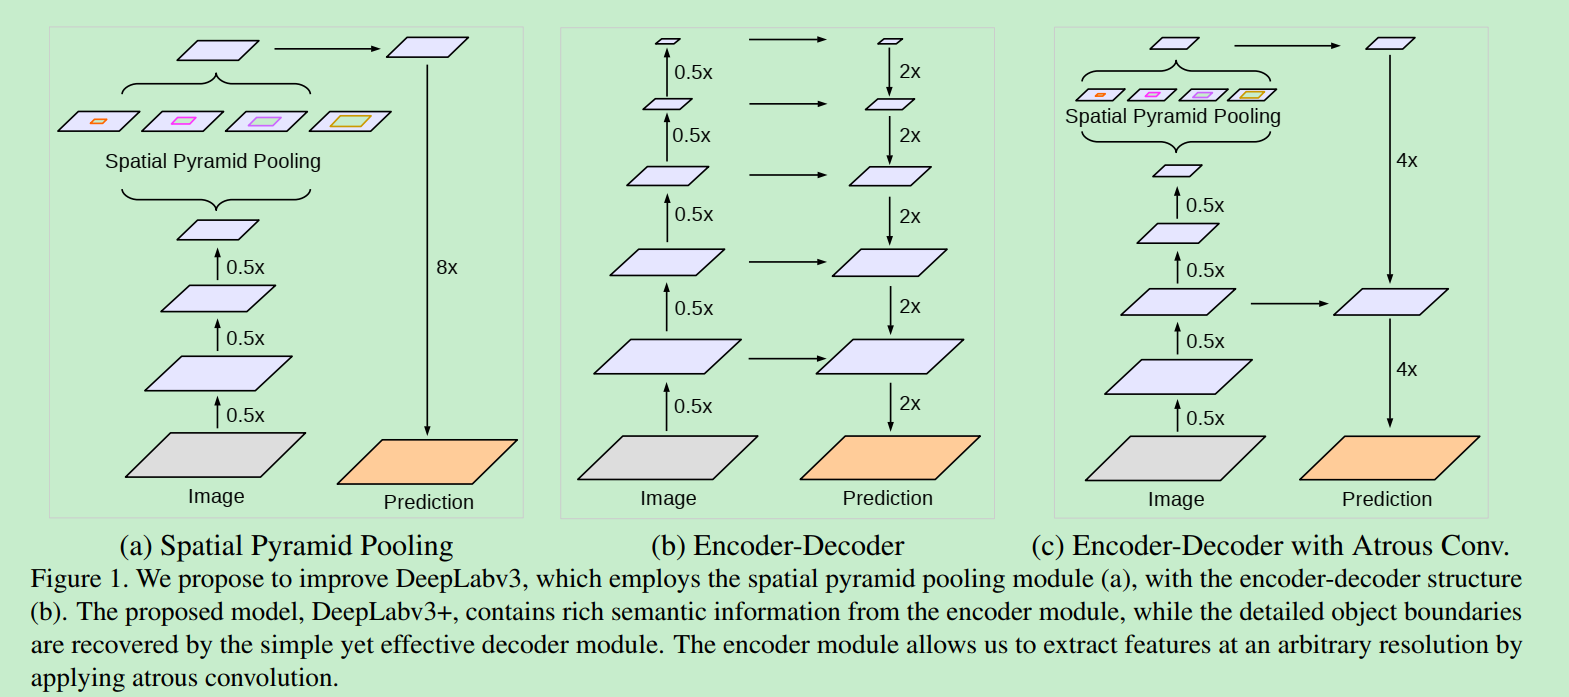 Spatial Pyramid Pooling
0.5x
0.5x
0.5x
8x
Image
Prediction
(a) Spatial Pyramid Pooling
0.5x
0.5x
0.5x
0.5x
0.5x
2x
2x
2x
2x
2x
Image
Prediction
(b) Encoder-Decoder
Spatial Pyramid Pooling
0.5x
0.5x
0.5x
0.5x
4x
4x
Image
Prediction
(c) Encoder-Decoder with Atrous Conv.
Figure 1. We propose to improve DeepLabv3, which employs the spatial pyramid pooling module (a), with the encoder-decoder structure
(b). The proposed model, DeepLabv3+, contains rich semantic information from the encoder module, while the detailed object boundaries
are recovered by the simple yet effective decoder module. The encoder module allows us to extract features at an arbitrary resolution by
applying atrous convolution.